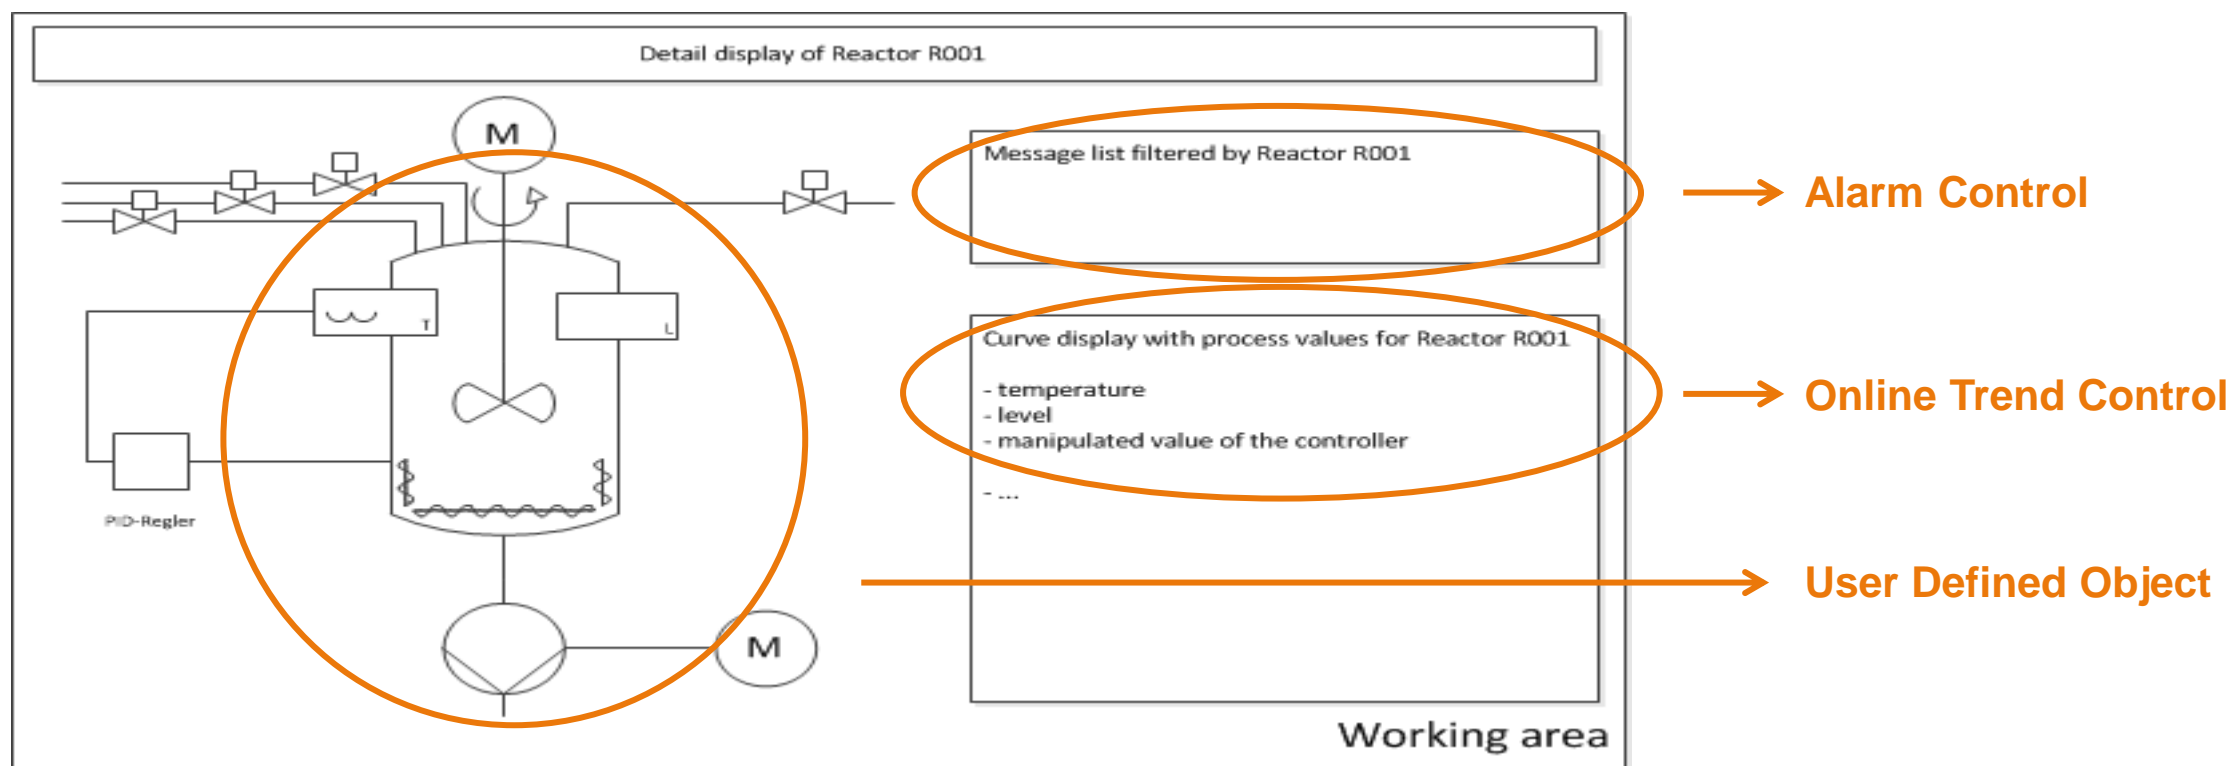 Detail display of Reactor R001
M
Message list filtered by Reactor R001
Alarm Control
T
L
Curve display with process values for Reactor R001
- temperature
- level
- manipulated value of the controller
- ...
Online Trend Control
PID-Regler
User Defined Object
M
Working area